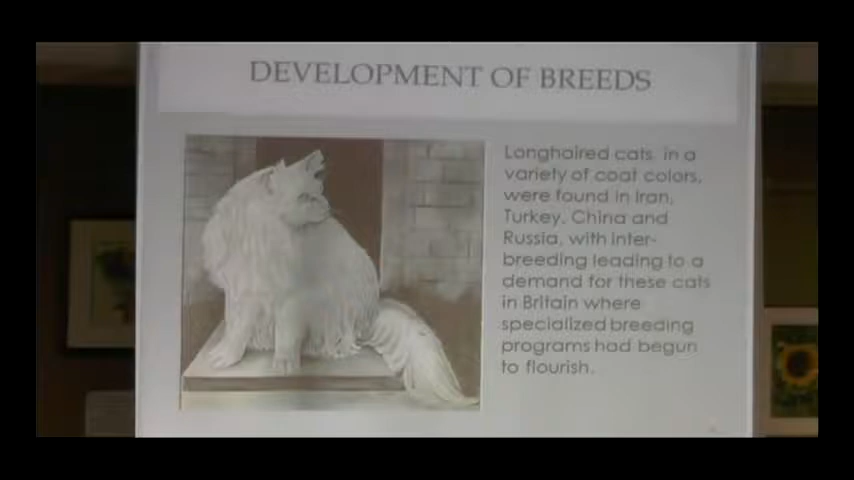 DEVELOPMENT OF BREEDS
Longhaired cats in a
variety of coat colors,
were found in Iran,
Turkey, China and
Russia, with inter-
breeding leading to a
demand for these cats
in Britain where
specialized breeding
programs had begun
to flourish.